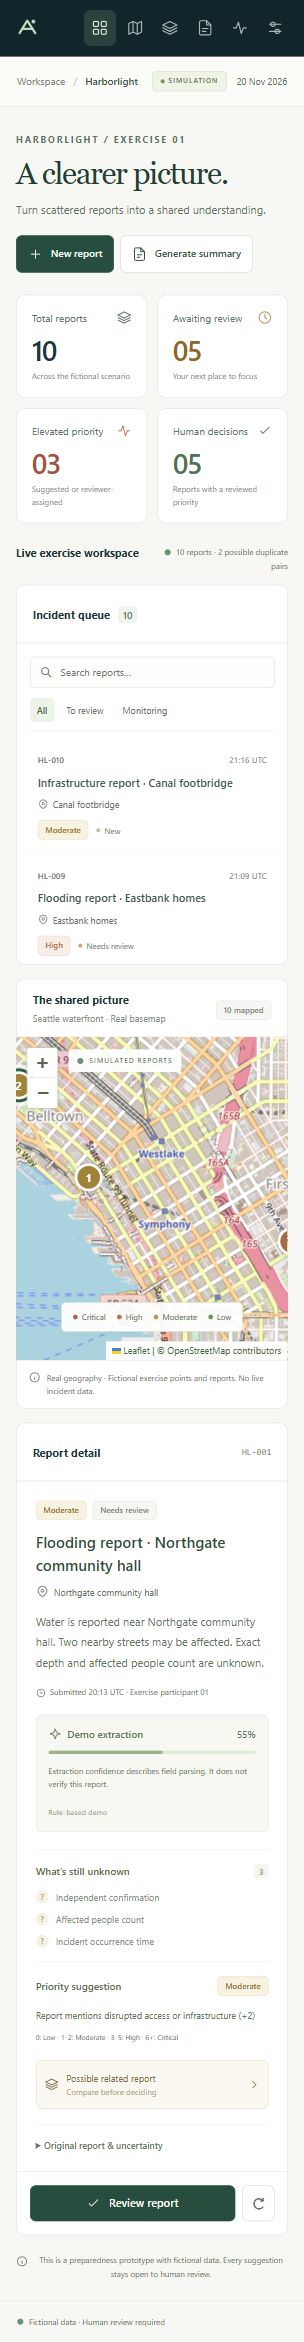 Workspace / Harborlight SIMULATION 20 Nov 2026
HARBORLIGHT / EXERCISE 01
A clearer picture.
Turn scattered reports into a shared understanding.
New report Generate summary
Total reports
10
Across the fictional scenario
Awaiting review
05
Your next place to focus
Elevated priority
03
Suggested or reviewer-
assigned
Human decisions
05
Reports with a reviewed
priority
Live exercise workspace
10 reports · 2 possible duplicate
pairs
Incident queue 10
Search reports...
All To review Monitoring
HL-010 21:16 UTC
Infrastructure report · Canal footbridge
Canal footbridge
Moderate New
HL-009 21:09 UTC
Flooding report · Eastbank homes
Eastbank homes
High Needs review
The shared picture
Seattle waterfront · Real basemap
10 mapped
+
−
SIMULATED REPORTS
2
Belltown
165B
Westlake
165A
State Route 99 Tunnel
1
Symphony
164
165
9th Ave
Critical High Moderate Low
Leaflet | © OpenStreetMap contributors
Real geography · Fictional exercise points and reports. No live
incident data.
Report detail HL-001
Moderate Needs review
Flooding report · Northgate
community hall
Northgate community hall
Water is reported near Northgate community
hall. Two nearby streets may be affected. Exact
depth and affected people count are unknown.
Submitted 20:13 UTC · Exercise participant 01
Demo extraction 55%
Extraction confidence describes field parsing. It does not
verify this report.
Rule-based demo
What's still unknown 3
? Independent confirmation
? Affected people count
? Incident occurrence time
Priority suggestion Moderate
Report mentions disrupted access or infrastructure (+2)
0: Low · 1-2: Moderate · 3-5: High · 6+: Critical
Possible related report
Compare before deciding
Original report & uncertainty
Review report
This is a preparedness prototype with fictional data. Every suggestion
stays open to human review.
Fictional data · Human review required